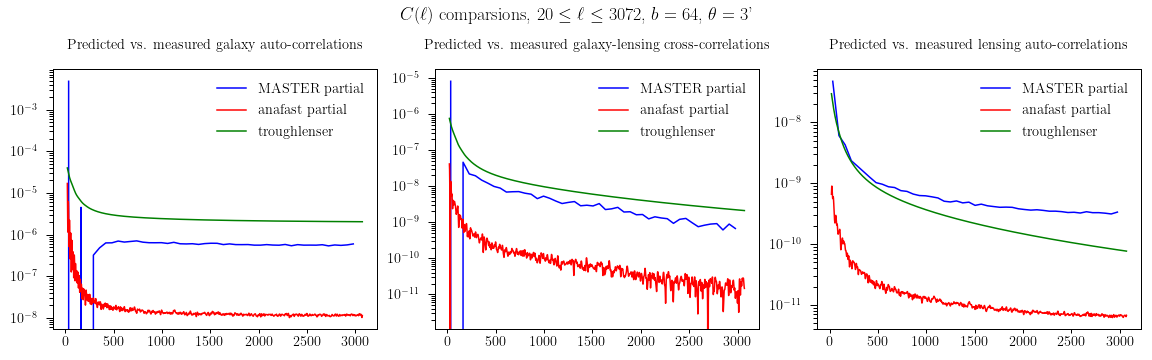 C(ℓ) comparsions, 20 ≤ ℓ ≤ 3072, b = 64, θ = 3'
Predicted vs. measured galaxy auto-correlations
MASTER partial
anafast partial
troughlenser
10⁻³
10⁻⁴
10⁻⁵
10⁻⁶
10⁻⁷
10⁻⁸
0 500 1000 1500 2000 2500 3000
Predicted vs. measured galaxy-lensing cross-correlations
MASTER partial
anafast partial
troughlenser
10⁻⁵
10⁻⁶
10⁻⁷
10⁻⁸
10⁻⁹
10⁻¹⁰
10⁻¹¹
0 500 1000 1500 2000 2500 3000
Predicted vs. measured lensing auto-correlations
MASTER partial
anafast partial
troughlenser
10⁻⁸
10⁻⁹
10⁻¹⁰
10⁻¹¹
0 500 1000 1500 2000 2500 3000